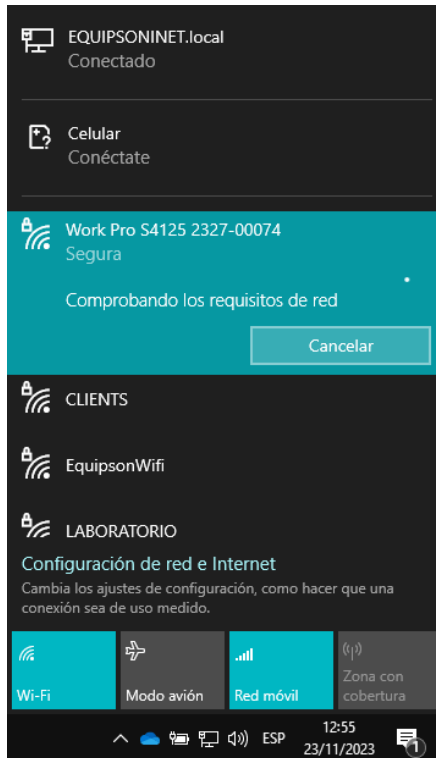 EQUIPSONINET.local
Conectado
Celular
Conéctate
Work Pro S4125 2327-00074
Segura
Comprobando los requisitos de red
Cancelar
CLIENTS
EquipsonWifi
LABORATORIO
Configuración de red e Internet
Cambia los ajustes de configuración, como hacer que una
conexión sea de uso medido.
Wi-Fi
Modo avión
Red móvil
Zona con
cobertura
ESP
12:55
23/11/2023
1